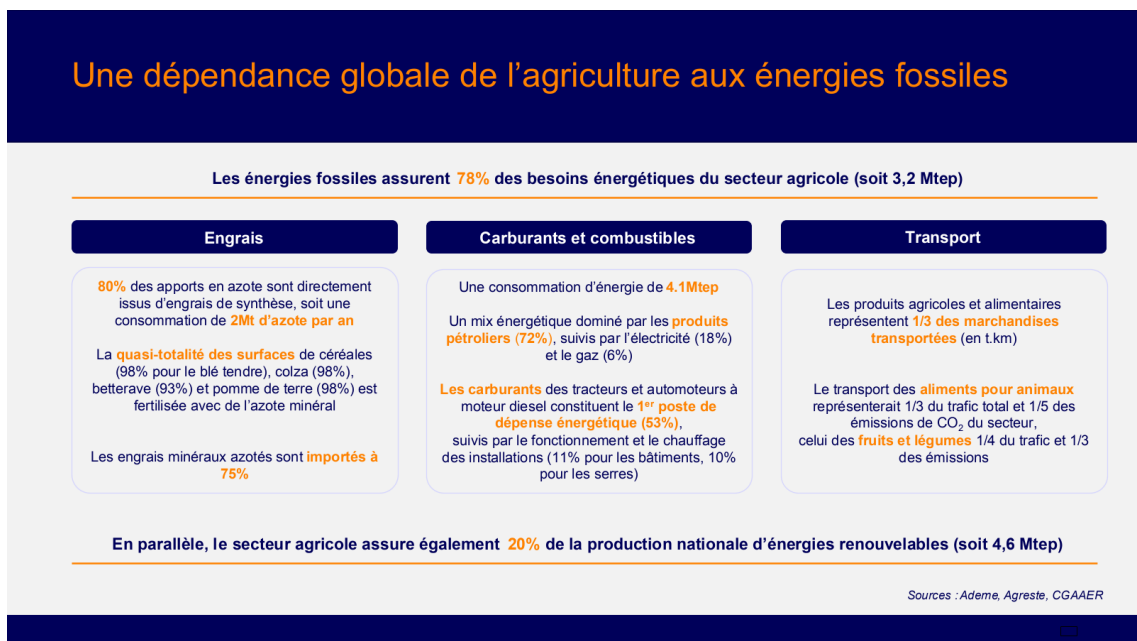 Une dépendance globale de l’agriculture aux énergies fossiles
Les énergies fossiles assurent 78% des besoins énergétiques du secteur agricole (soit 3,2 Mtep)
Engrais
80% des apports en azote sont directement
issus d’engrais de synthèse, soit une
consommation de 2Mt d’azote par an
La quasi-totalité des surfaces de céréales
(98% pour le blé tendre), colza (98%),
betterave (93%) et pomme de terre (98%) est
fertilisée avec de l’azote minéral
Les engrais minéraux azotés sont importés à
75%
Carburants et combustibles
Une consommation d’énergie de 4.1Mtep
Un mix énergétique dominé par les produits
pétroliers (72%), suivis par l’électricité (18%)
et le gaz (6%)
Les carburants des tracteurs et automoteurs à
moteur diesel constituent le 1er poste de
dépense énergétique (53%),
suivis par le fonctionnement et le chauffage
des installations (11% pour les bâtiments, 10%
pour les serres)
Transport
Les produits agricoles et alimentaires
représentent 1/3 des marchandises
transportées (en t.km)
Le transport des aliments pour animaux
représenterait 1/3 du trafic total et 1/5 des
émissions de CO2 du secteur,
celui des fruits et légumes 1/4 du trafic et 1/3
des émissions
En parallèle, le secteur agricole assure également 20% de la production nationale d’énergies renouvelables (soit 4,6 Mtep)
Sources : Ademe, Agreste, CGAAER